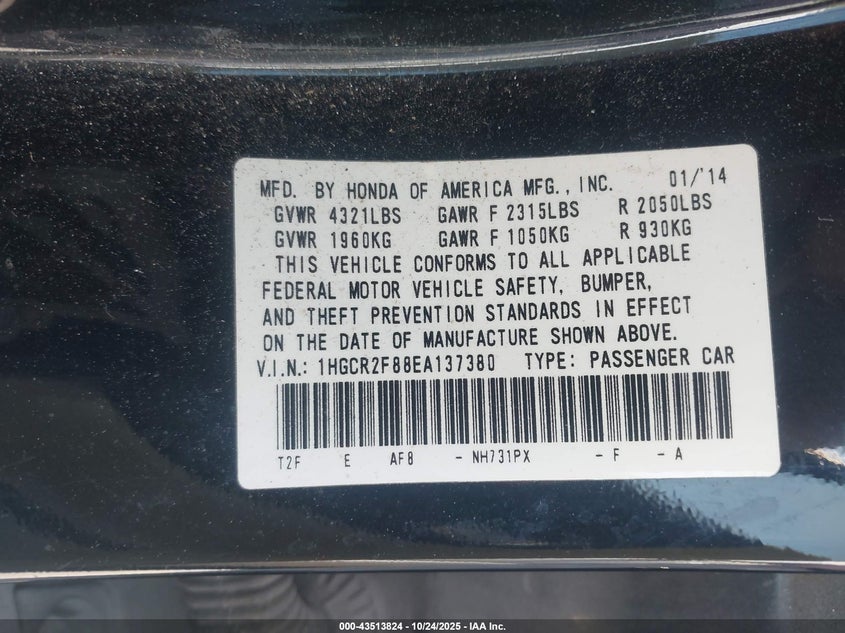 MFD. BY HONDA OF AMERICA MFG., INC. 01/'14
GVWR 4321LBS GAWR F 2315LBS R 2050LBS
GVWR 1960KG GAWR F 1050KG R 930KG
THIS VEHICLE CONFORMS TO ALL APPLICABLE
FEDERAL MOTOR VEHICLE SAFETY, BUMPER,
AND THEFT PREVENTION STANDARDS IN EFFECT
ON THE DATE OF MANUFACTURE SHOWN ABOVE.
V.I.N.: 1HGCR2F88EA137380 TYPE: PASSENGER CAR
T2F E AF8 - NH731PX - F - A
000-43513824 | 10/24/2025 - IAA Inc.